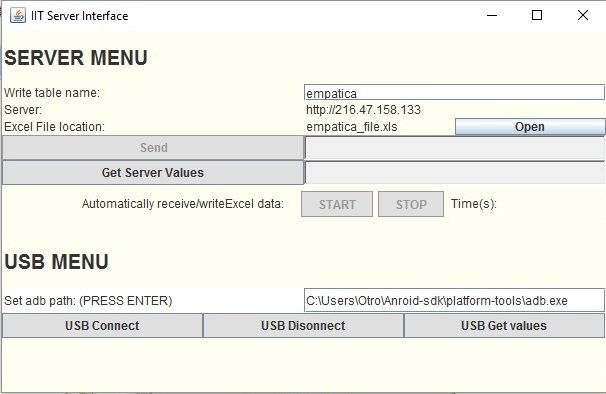 IIT Server Interface
SERVER MENU
Write table name: empatica
Server: http://216.47.158.133
Excel File location: empatica_file.xls Open
Send
Get Server Values
Automatically receive/writeExcel data: START STOP Time(s):
USB MENU
Set adb path: (PRESS ENTER) C:\Users\Otro\Anroid-sdk\platform-tools\adb.exe
USB Connect USB Disonnect USB Get values